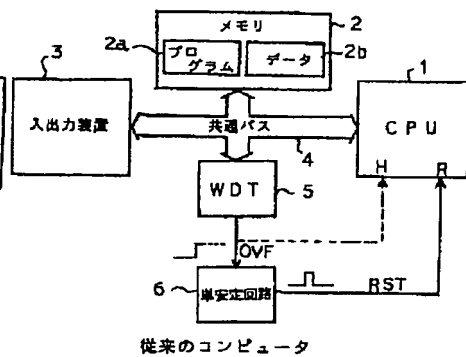 メモリ
2
2a
プロ
グラム
データ
2b
3
入出力装置
共通バス
4
1
CPU
H
R
WDT
5
OVF
6
単安定回路
RST
従来のコンピュータ